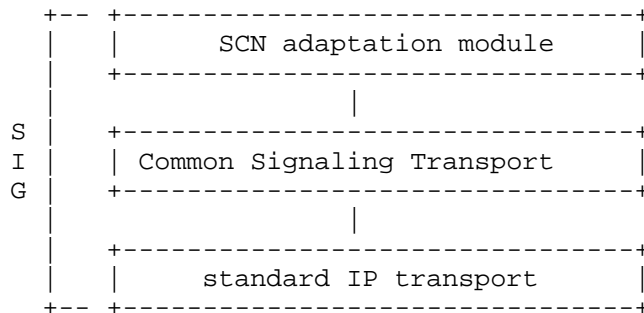 SCN adaptation module
S
I Common Signaling Transport
G
standard IP transport